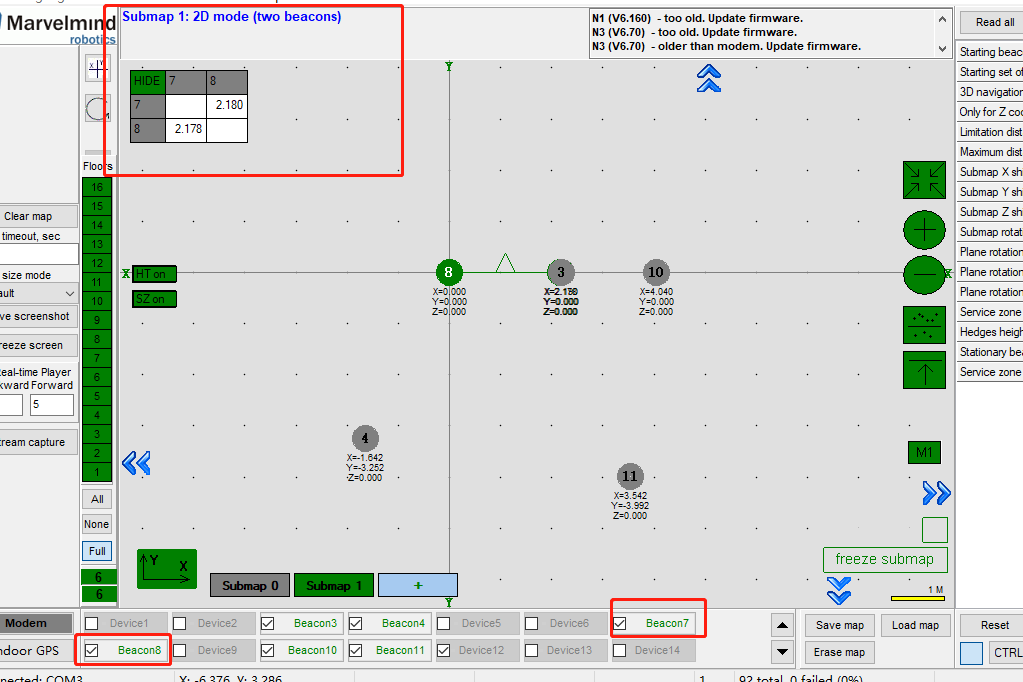 Marvelmind
robotics
Submap 1: 2D mode (two beacons)
N1 (V6.160) - too old. Update firmware.
N3 (V6.70) - too old. Update firmware.
N3 (V6.70) - older than modem. Update firmware.
Read all
HIDE 7 8
7 2.180
8 2.178
Floors
16
15
14
13
12
11
10
9
8
7
6
5
4
3
2
1
All
None
Full
6
6
Clear map
timeout, sec
size mode
ault
ve screenshot
reeze screen
eal-time Player
kward Forward
5
tream capture
Y
X
HT on
SZ on
X
8
X=0.000
Y=0.000
Z=0.000
3
Y=0.000
Z=0.000
10
X=4.040
Y=0.000
Z=0.000
4
X=-1.642
Y=-3.252
Z=0.000
11
X=3.542
Y=-3.992
Z=0.000
M1
freeze submap
1 M
Y X
Submap 0 Submap 1 +
Y
Starting beac
Starting set of
3D navigation
Only for Z coo
Limitation dist
Maximum dist
Submap X shi
Submap Y shi
Submap Z shi
Submap rotati
Plane rotation
Plane rotation
Plane rotation
Service zone
Hedges heigh
Stationary bea
Service zone
Modem Device1 Device2 Beacon3 Beacon4 Device5 Device6 Beacon7
ndoor GPS Beacon8 Device9 Beacon10 Beacon11 Device12 Device13 Device14
Save map Load map Reset
Erase map CTRL
nected: COM3 X: -6.376, Y: 3.286 1 92 total, 0 failed (0%)